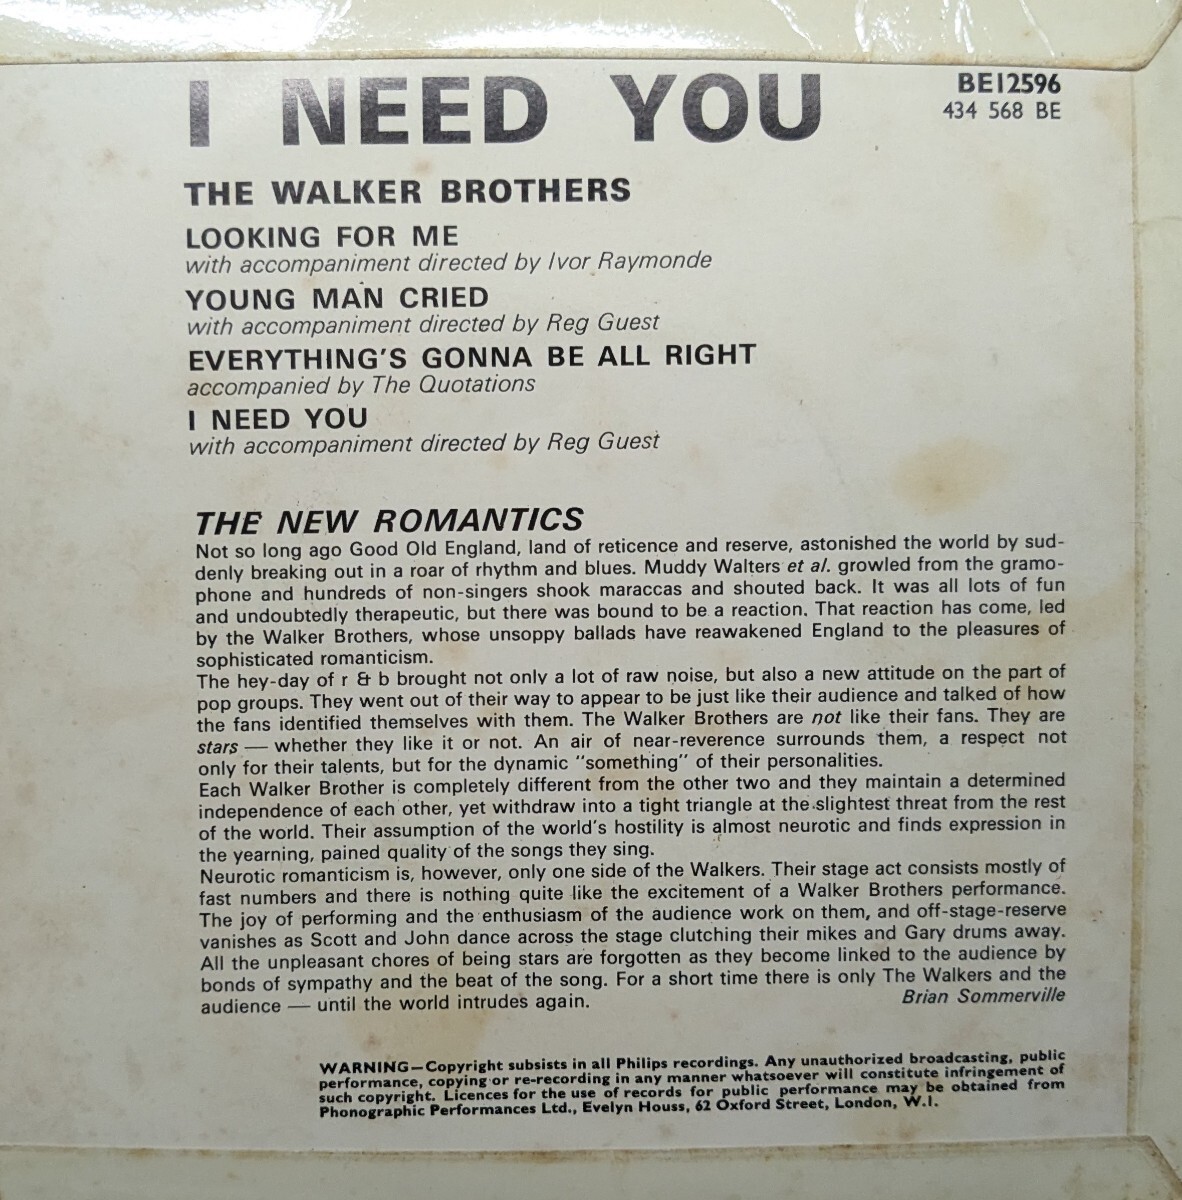 I NEED YOU
BE12596
434 568 BE
THE WALKER BROTHERS
LOOKING FOR ME
with accompaniment directed by Ivor Raymonde
YOUNG MAN CRIED
with accompaniment directed by Reg Guest
EVERYTHING'S GONNA BE ALL RIGHT
accompanied by The Quotations
I NEED YOU
with accompaniment directed by Reg Guest
THE NEW ROMANTICS
Not so long ago Good Old England, land of reticence and reserve, astonished the world by sud-
denly breaking out in a roar of rhythm and blues. Muddy Walters et al. growled from the gramo-
phone and hundreds of non-singers shook maraccas and shouted back. It was all lots of fun
and undoubtedly therapeutic, but there was bound to be a reaction. That reaction has come, led
by the Walker Brothers, whose unsoppy ballads have reawakened England to the pleasures of
sophisticated romanticism.
The hey-day of r & b brought not only a lot of raw noise, but also a new attitude on the part of
pop groups. They went out of their way to appear to be just like their audience and talked of how
the fans identified themselves with them. The Walker Brothers are not like their fans. They are
stars — whether they like it or not. An air of near-reverence surrounds them, a respect not
only for their talents, but for the dynamic "something" of their personalities.
Each Walker Brother is completely different from the other two and they maintain a determined
independence of each other, yet withdraw into a tight triangle at the slightest threat from the rest
of the world. Their assumption of the world's hostility is almost neurotic and finds expression in
the yearning, pained quality of the songs they sing.
Neurotic romanticism is, however, only one side of the Walkers. Their stage act consists mostly of
fast numbers and there is nothing quite like the excitement of a Walker Brothers performance.
The joy of performing and the enthusiasm of the audience work on them, and off-stage-reserve
vanishes as Scott and John dance across the stage clutching their mikes and Gary drums away.
All the unpleasant chores of being stars are forgotten as they become linked to the audience by
bonds of sympathy and the beat of the song. For a short time there is only The Walkers and the
audience — until the world intrudes again.
Brian Sommerville
WARNING—Copyright subsists in all Philips recordings. Any unauthorized broadcasting, public
performance, copying or re-recording in any manner whatsoever will constitute infringement of
such copyright. Licences for the use of records for public performance may be obtained from
Phonographic Performances Ltd., Evelyn Houss, 62 Oxford Street, London, W.1.